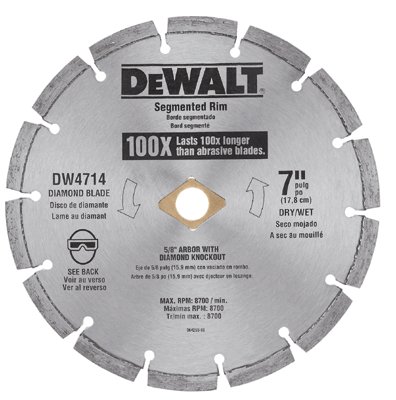 DEWALT
Segmented Rim
Borde segmentado
Bord segmenté
100X Lasts 100x longer
than abrasive blades.
DW4714
DIAMOND BLADE
Disco de diamante
Lame au diamant
7" pulg
po
(17,8 cm)
DRY/WET
Seco mojado
A sec au mouillé
SEE BACK
Voir au verso
Ver al reverso
5/8" ARBOR WITH
DIAMOND KNOCKOUT
Eje de 5/8 pulg (15,9 mm) con vaciado en rombo.
Arbre de 5/8 po (15,9 mm) avec éjecteur en losange.
MAX. RPM: 8700 / min.
Máximas RPM: 8700
Tr/min max. : 8700